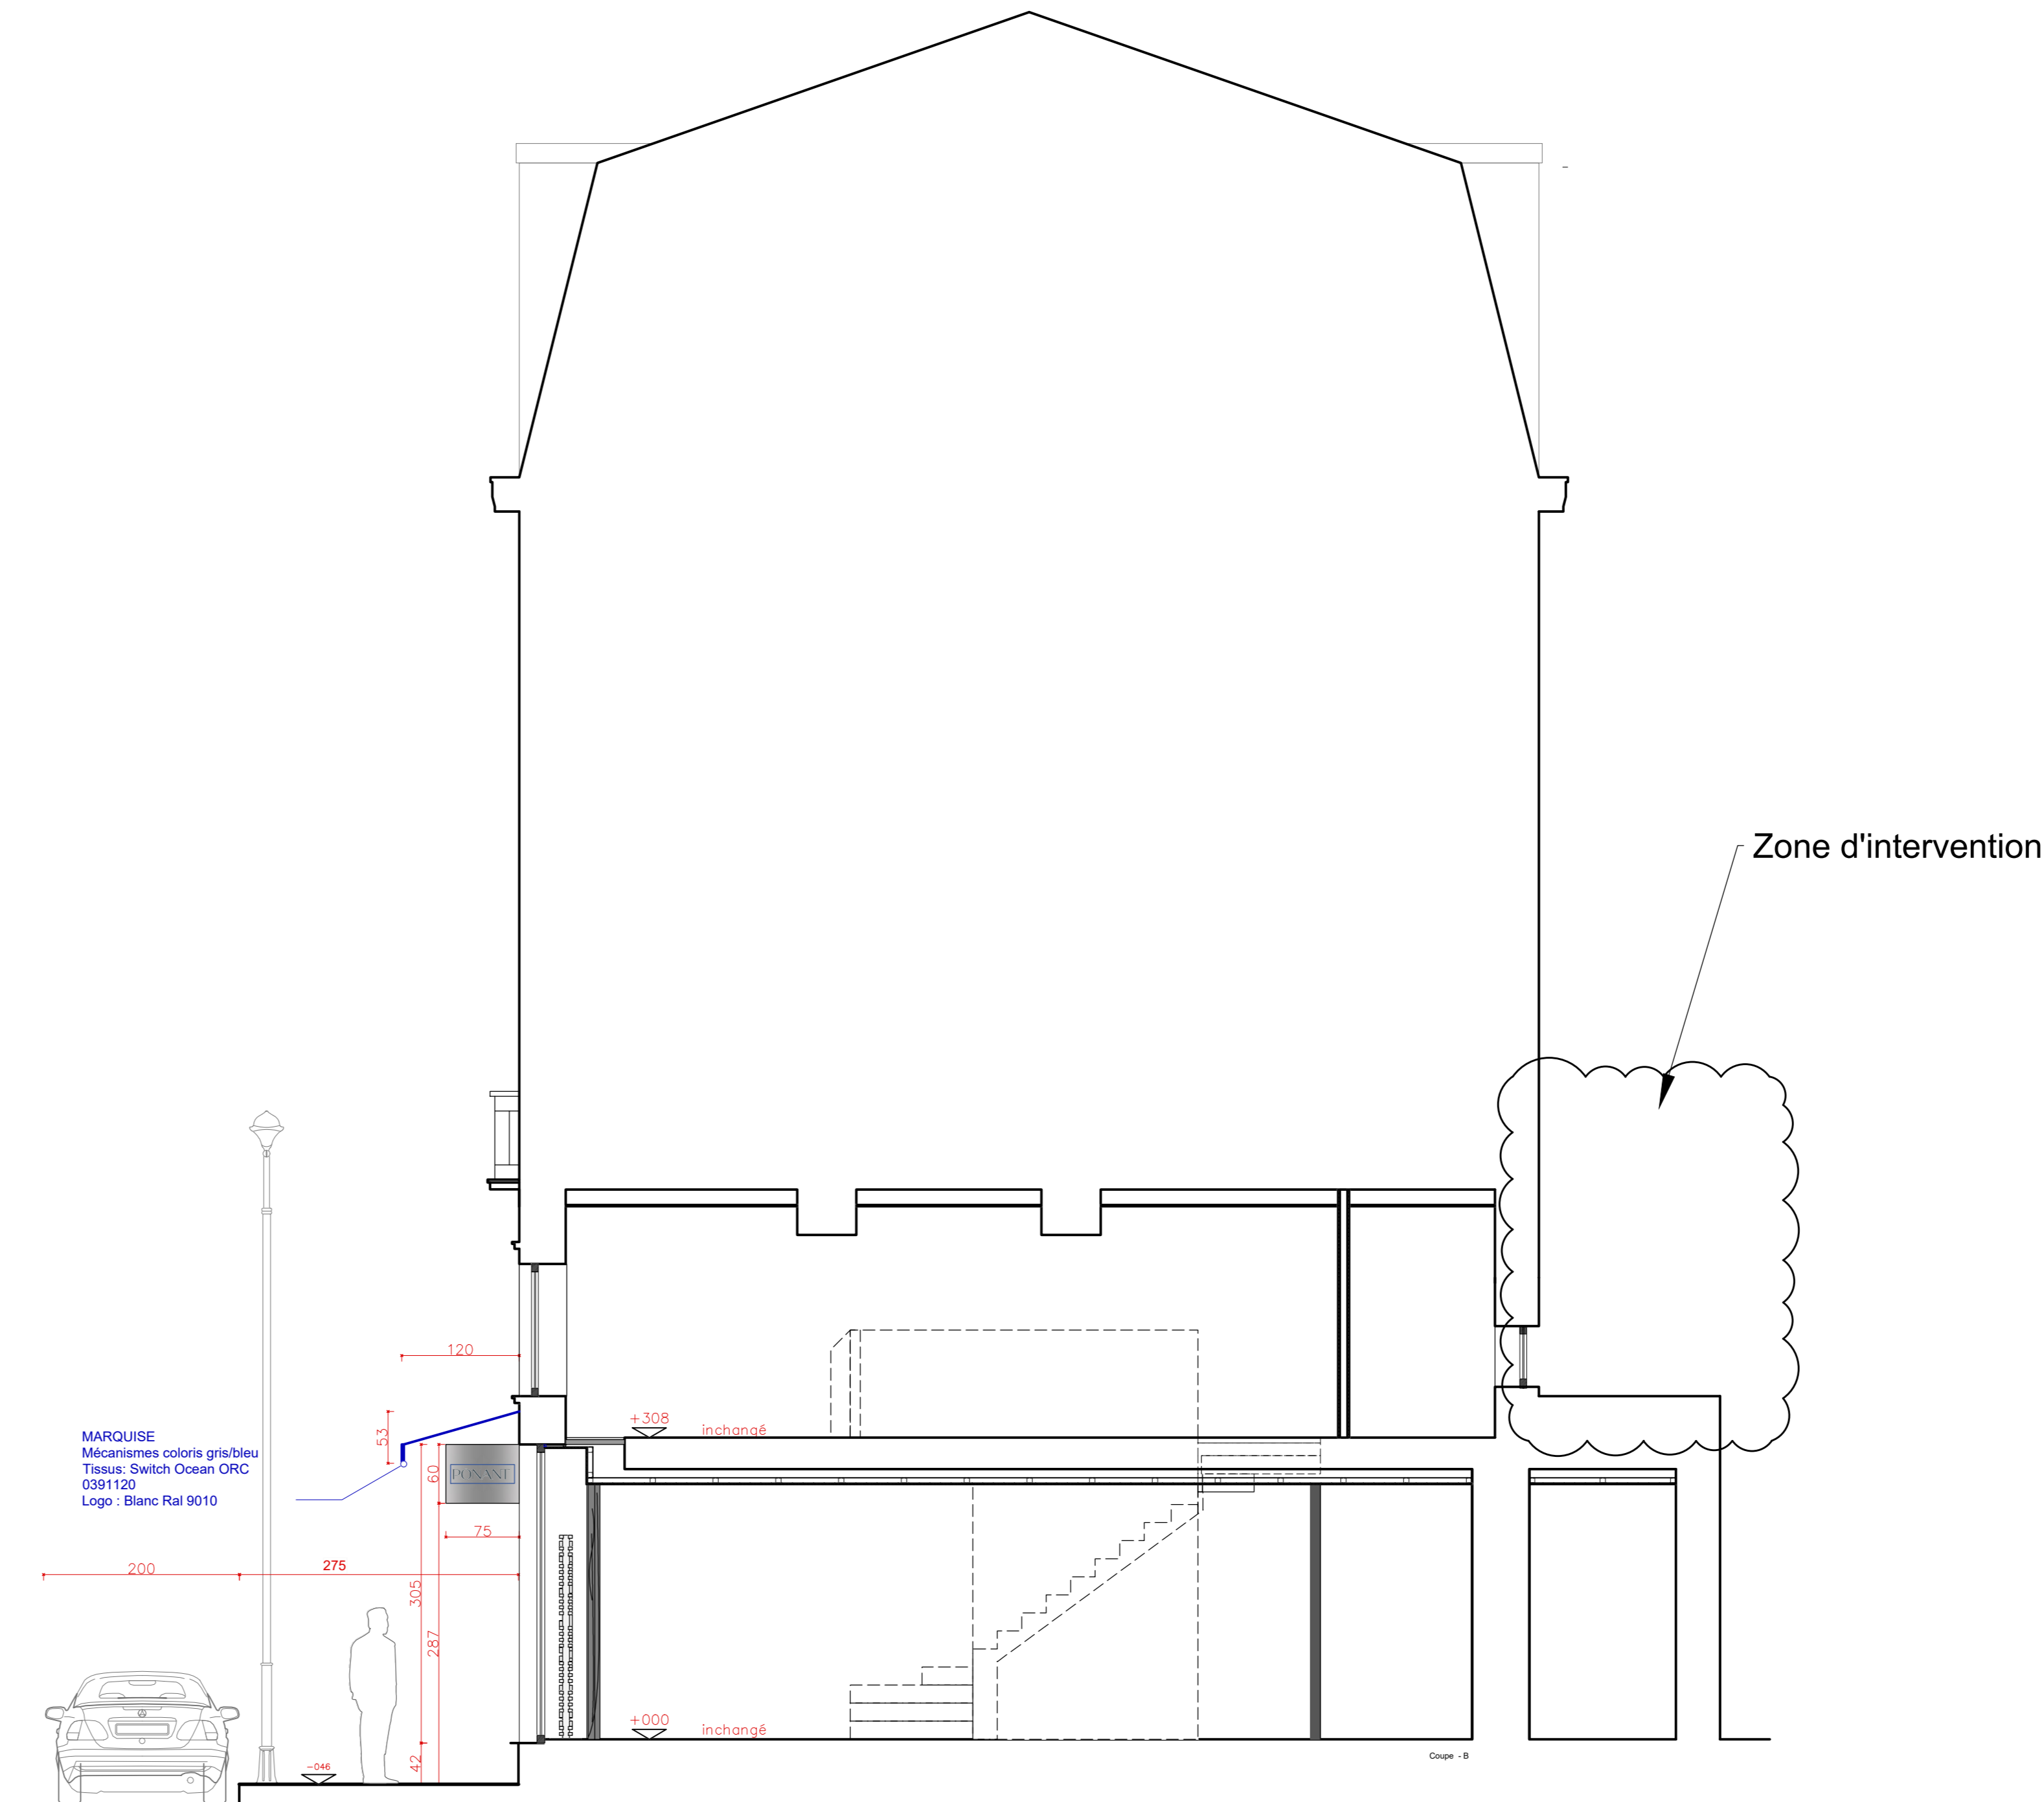 Zone d'intervention
120
53
MARQUISE
Mécanismes coloris gris/bleu
Tissus: Switch Ocean ORC
0391120
Logo : Blanc Ral 9010
+308
inchangé
60
PONANT
75
200
275
305
287
42
-046
+000
inchangé
Coupe - B